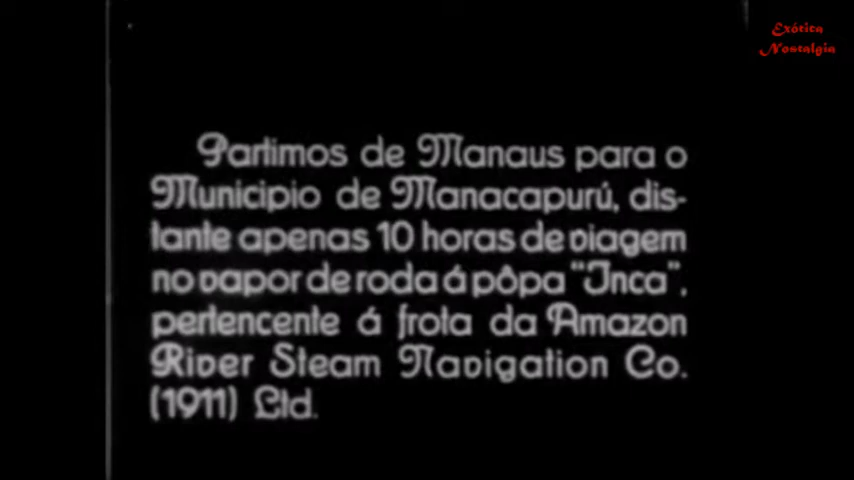 Exótica
Nostalgia
Partimos de Manaus para o
Municipio de Manacapurú, dis-
tante apenas 10 horas de viagem
no vapor de roda á pôpa "Inca",
pertencente á frota da Amazon
River Steam Navigation Co.
(1911) Ltd.